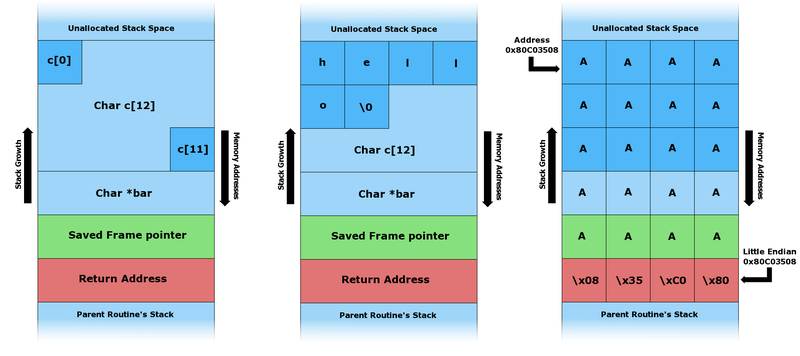 Unallocated Stack Space
c[0]
Char c[12]
c[11]
Stack Growth
Memory Addresses
Char *bar
Saved Frame pointer
Return Address
Parent Routine's Stack
Unallocated Stack Space
h e l l
o \0
Char c[12]
Stack Growth
Memory Addresses
Char *bar
Saved Frame pointer
Return Address
Parent Routine's Stack
Unallocated Stack Space
Address
0x80C03508
A A A A
A A A A
A A A A
Stack Growth
Memory Addresses
A A A A
A A A A
Little Endian
0x80C03508
\x08 \x35 \xC0 \x80
Parent Routine's Stack